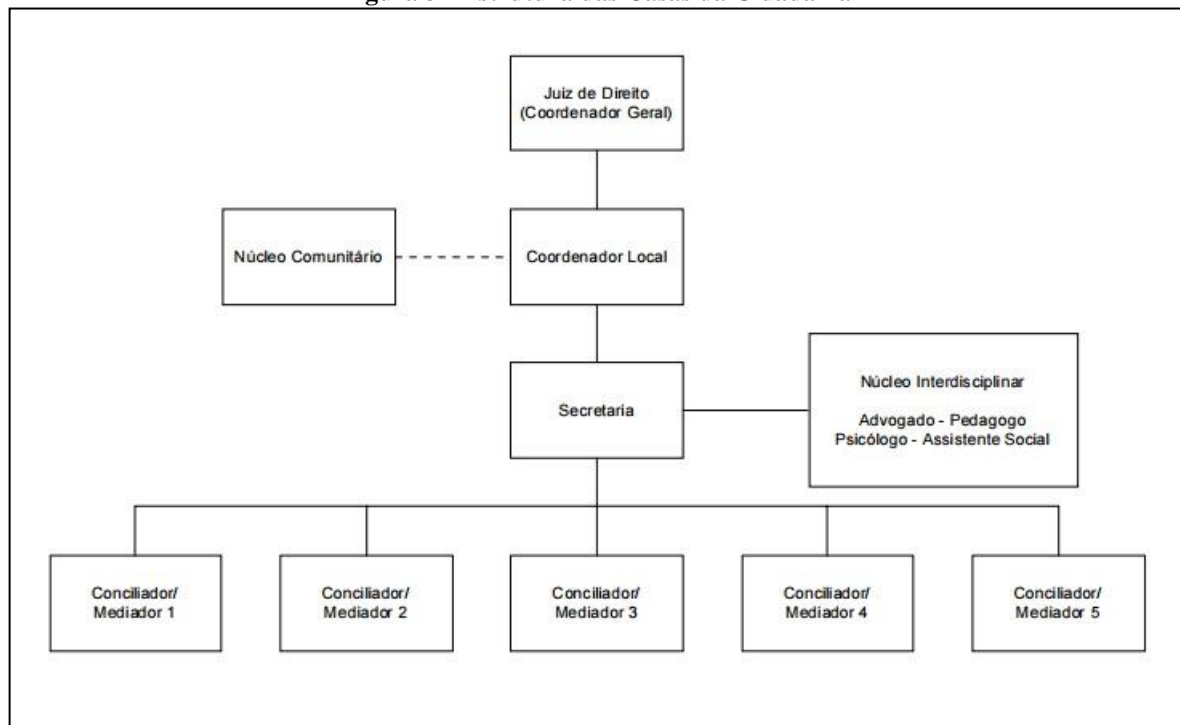 Juiz de Direito
(Coordenador Geral)
Núcleo Comunitário
Coordenador Local
Secretaria
Núcleo Interdisciplinar
Advogado - Pedagogo
Psicólogo - Assistente Social
Conciliador/
Mediador 1
Conciliador/
Mediador 2
Conciliador/
Mediador 3
Conciliador/
Mediador 4
Conciliador/
Mediador 5